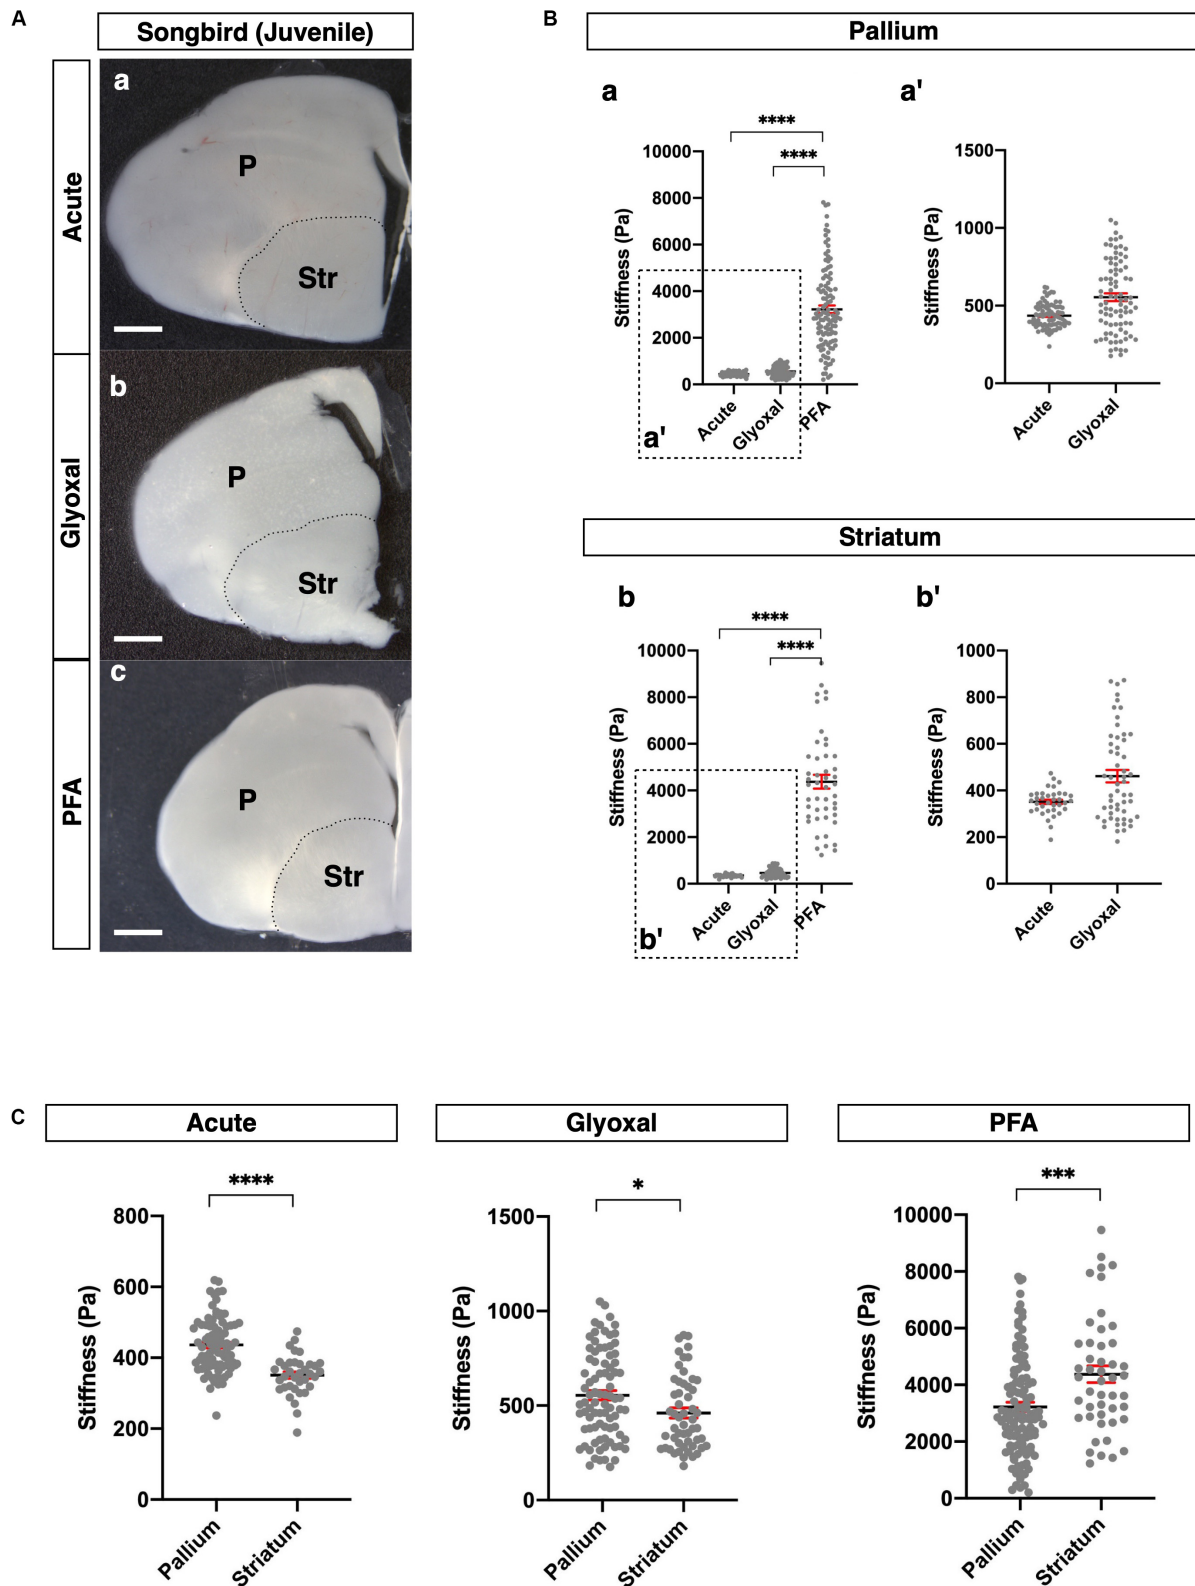 A
Songbird (Juvenile)
Acute
a
P
Str
Glyoxal
b
P
Str
PFA
c
P
Str
B
Pallium
a
****
****
Stiffness (Pa)
10000
8000
6000
4000
2000
0
Acute
Glyoxal
PFA
a'
a'
Stiffness (Pa)
1500
1000
500
0
Acute
Glyoxal
Striatum
b
****
****
Stiffness (Pa)
10000
8000
6000
4000
2000
0
Acute
Glyoxal
PFA
b'
b'
Stiffness (Pa)
1000
800
600
400
200
0
Acute
Glyoxal
C
Acute
****
Stiffness (Pa)
800
600
400
200
0
Pallium
Striatum
Glyoxal
*
Stiffness (Pa)
1500
1000
500
0
Pallium
Striatum
PFA
***
Stiffness (Pa)
10000
8000
6000
4000
2000
0
Pallium
Striatum